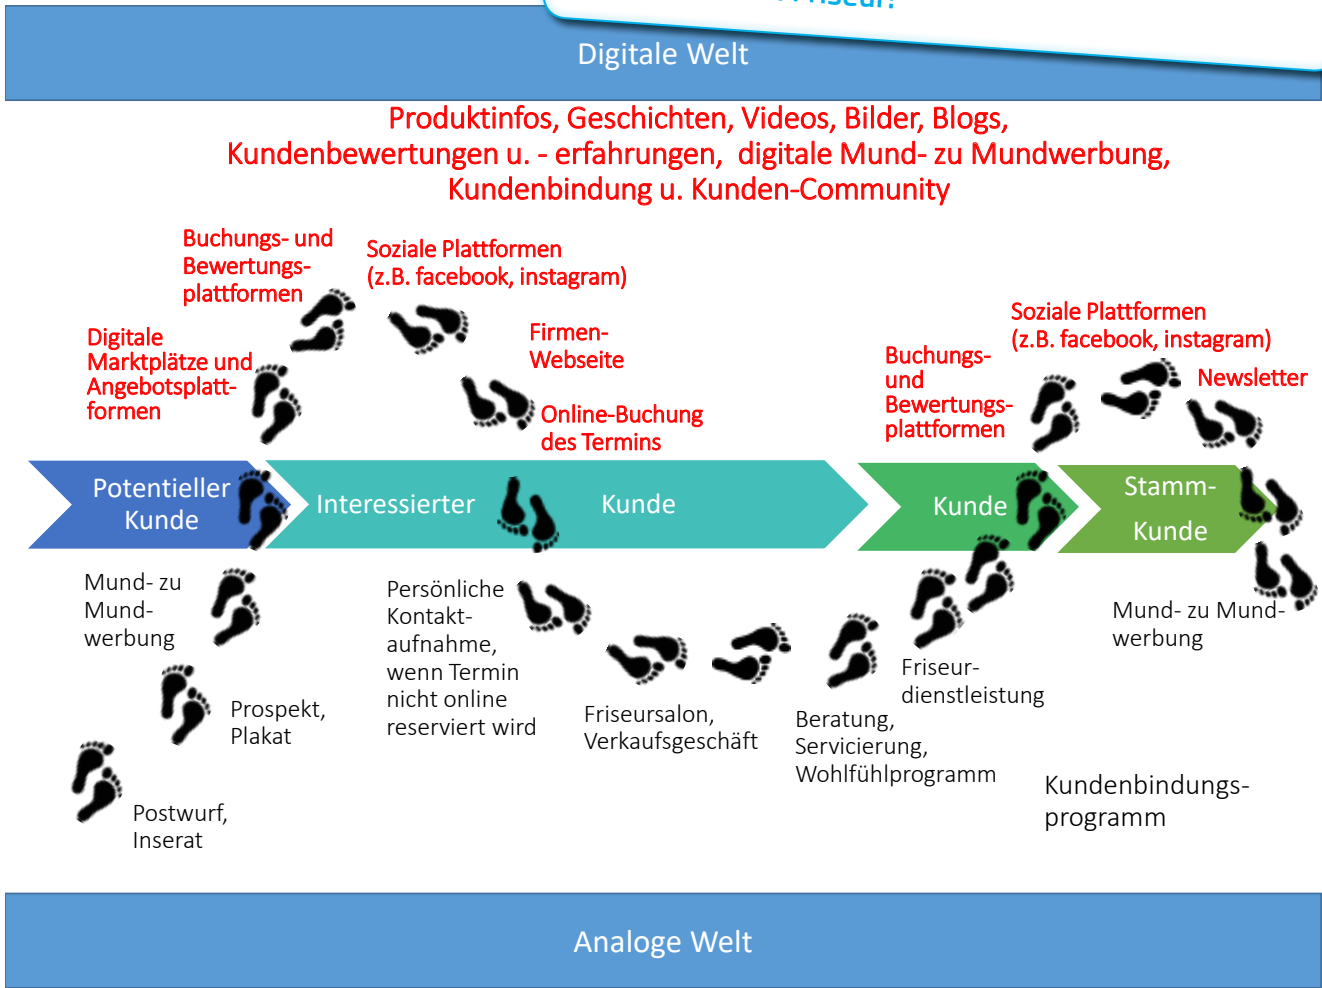 Friseur!
Digitale Welt
Produktinfos, Geschichten, Videos, Bilder, Blogs,
Kundenbewertungen u. - erfahrungen, digitale Mund- zu Mundwerbung,
Kundenbindung u. Kunden-Community
Buchungs- und
Bewertungs-
plattformen
Soziale Plattformen
(z.B. facebook, instagram)
Digitale
Marktplätze und
Angebotsplatt-
formen
Firmen-
Webseite
Online-Buchung
des Termins
Buchungs-
und
Bewertungs-
plattformen
Soziale Plattformen
(z.B. facebook, instagram)
Newsletter
Potentieller
Kunde
Interessierter
Kunde
Kunde
Stamm-
Kunde
Mund- zu
Mund-
werbung
Prospekt,
Plakat
Postwurf,
Inserat
Persönliche
Kontakt-
aufnahme,
wenn Termin
nicht online
reserviert wird
Friseursalon,
Verkaufsgeschäft
Beratung,
Servicierung,
Wohlfühlprogramm
Friseur-
dienstleistung
Mund- zu Mund-
werbung
Kundenbindungs-
programm
Analoge Welt